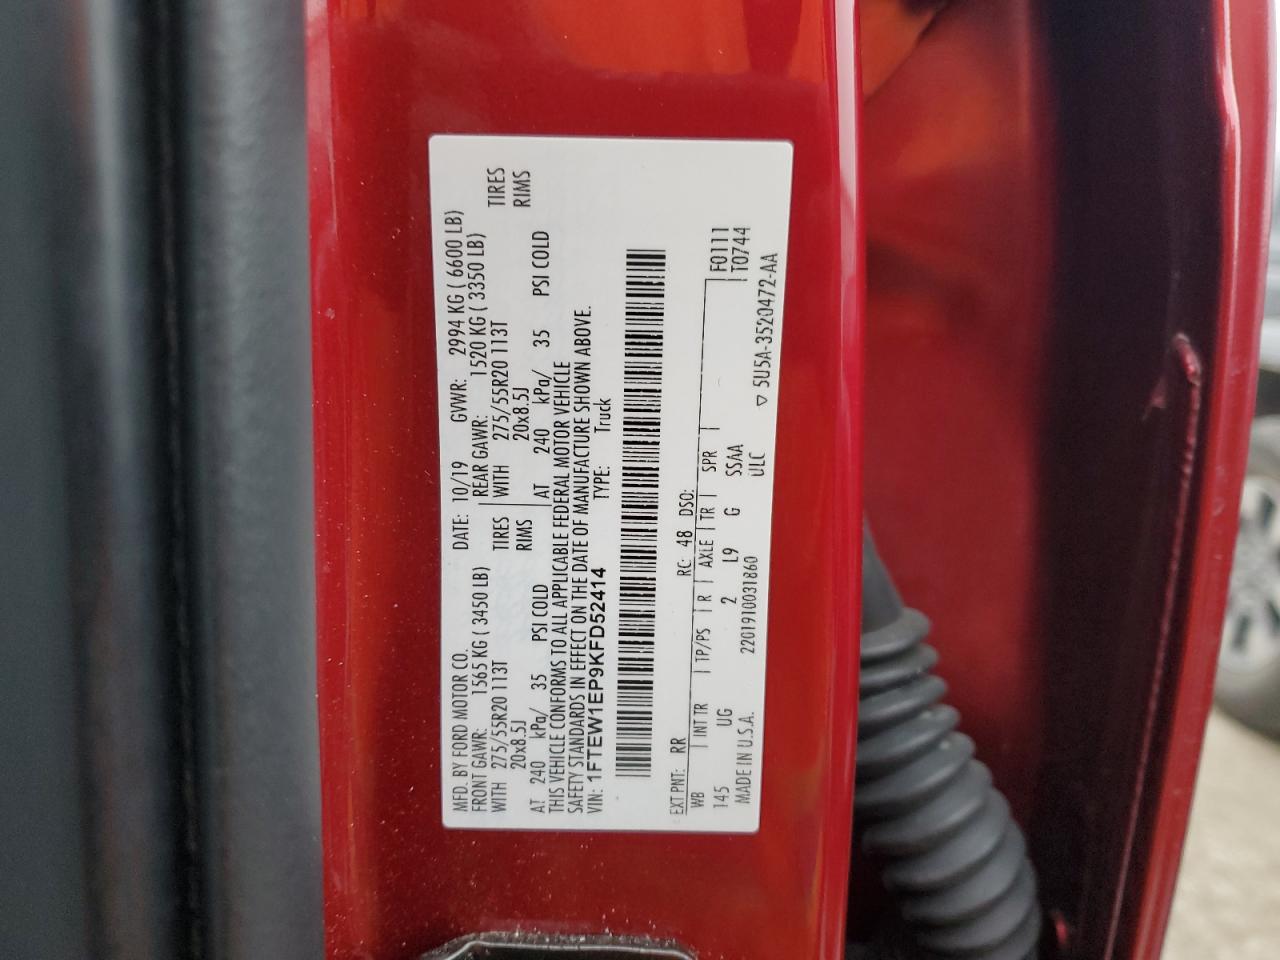 MFD. BY FORD MOTOR CO. DATE: 10/19 GVWR: 2994 KG ( 6600 LB)
FRONT GAWR: 1565 KG ( 3450 LB) REAR GAWR: 1520 KG ( 3350 LB)
WITH 275/55R20 113T TIRES WITH 275/55R20 113T TIRES
20x8.5J RIMS 20x8.5J RIMS
AT 240 kPa/ 35 PSI COLD AT 240 kPa/ 35 PSI COLD
THIS VEHICLE CONFORMS TO ALL APPLICABLE FEDERAL MOTOR VEHICLE
SAFETY STANDARDS IN EFFECT ON THE DATE OF MANUFACTURE SHOWN ABOVE.
VIN: 1FTEW1EP9KFD52414 TYPE: Truck
EXT PNT: RR RC: 48 DSO:
WB INT TR TP/PS R AXLE TR SPR F0111
145 UG 2 L9 G SSAA T0744
MADE IN U.S.A. 2201910031860 ULC ▽ 5U5A-3520472-AA